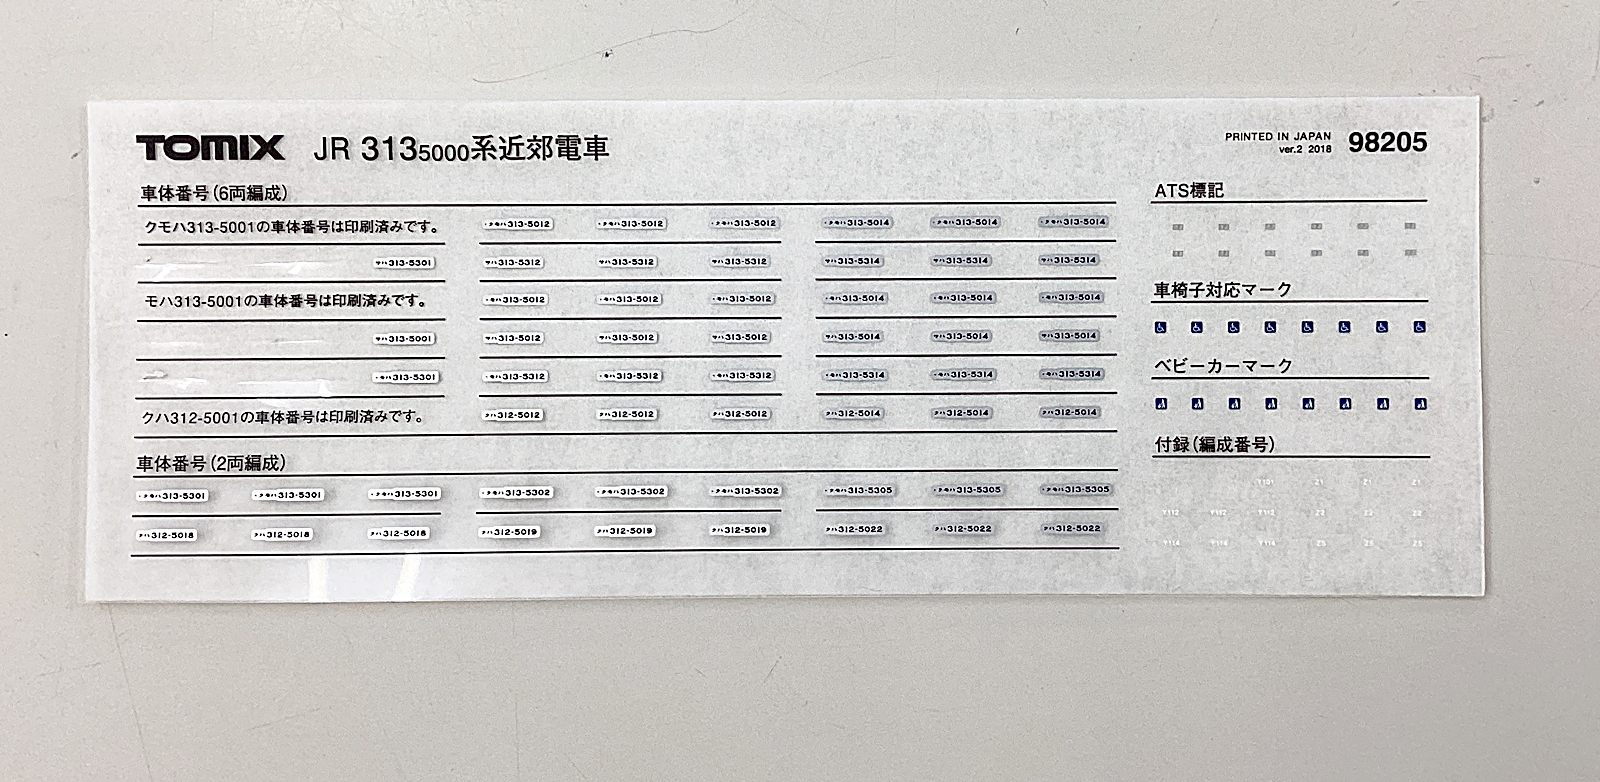 TOMIX JR 313 5000系近郊電車
PRINTED IN JAPAN
ver.2 2018
98205
車体番号(6両編成)
クモハ313-5001の車体番号は印刷済みです。 ・クモハ313-5012 ・クモハ313-5012 ・クモハ313-5012 ・クモハ313-5014 ・クモハ313-5014 ・クモハ313-5014
サハ313-5301 サハ313-5312 サハ313-5312 サハ313-5312 サハ313-5314 サハ313-5314 サハ313-5314
モハ313-5001の車体番号は印刷済みです。 ・モハ313-5012 ・モハ313-5012 ・モハ313-5012 ・モハ313-5014 ・モハ313-5014 ・モハ313-5014
サハ313-5001 サハ313-5012 サハ313-5012 サハ313-5012 サハ313-5014 サハ313-5014 サハ313-5014
・モハ313-5301 ・モハ313-5312 ・モハ313-5312 ・モハ313-5312 ・モハ313-5314 ・モハ313-5314 ・モハ313-5314
クハ312-5001の車体番号は印刷済みです。 クハ312-5012 クハ312-5012 クハ312-5012 クハ312-5014 クハ312-5014 クハ312-5014
車体番号(2両編成)
・クモハ313-5301 ・クモハ313-5301 ・クモハ313-5301 ・クモハ313-5302 ・クモハ313-5302 ・クモハ313-5302 ・クモハ313-5305 ・クモハ313-5305 ・クモハ313-5305
クハ312-5018 クハ312-5018 クハ312-5018 クハ312-5019 クハ312-5019 クハ312-5019 クハ312-5022 クハ312-5022 クハ312-5022
ATS標記
車椅子対応マーク
ベビーカーマーク
付録(編成番号)
Y101 Z1 Z1 Z1
Y112 Y112 Y112 Z2 Z2 Z2
Y114 Y114 Y114 Z5 Z5 Z5